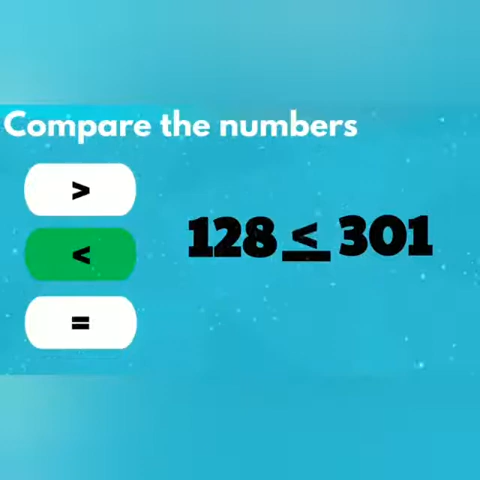 Compare the numbers
>
<
=
128 < 301